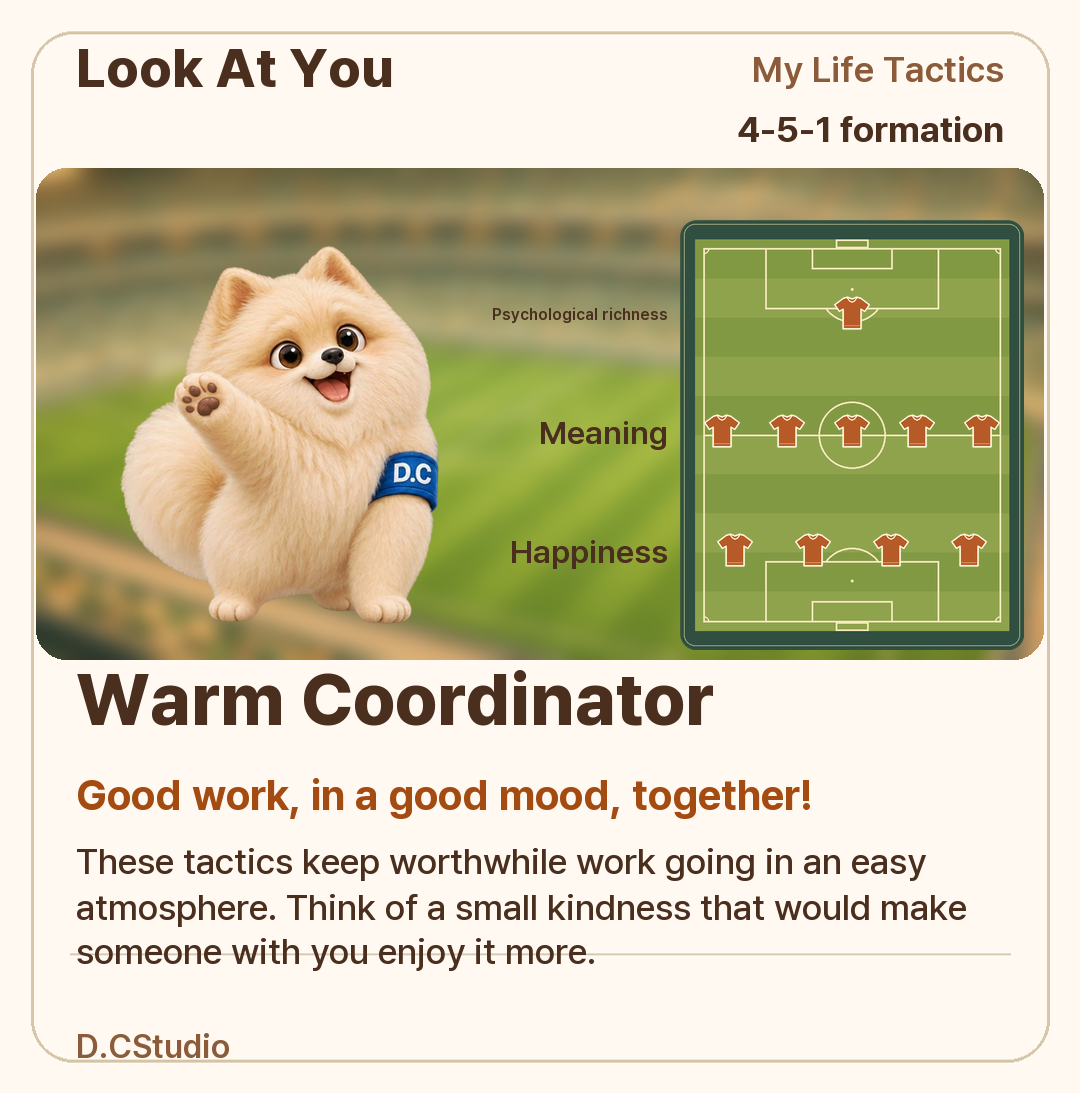 Look At You
My Life Tactics
4-5-1 formation
Psychological richness
Meaning
D.C
Happiness
Warm Coordinator
Good work, in a good mood, together!
These tactics keep worthwhile work going in an easy
atmosphere. Think of a small kindness that would make
someone with you enjoy it more.
D.CStudio